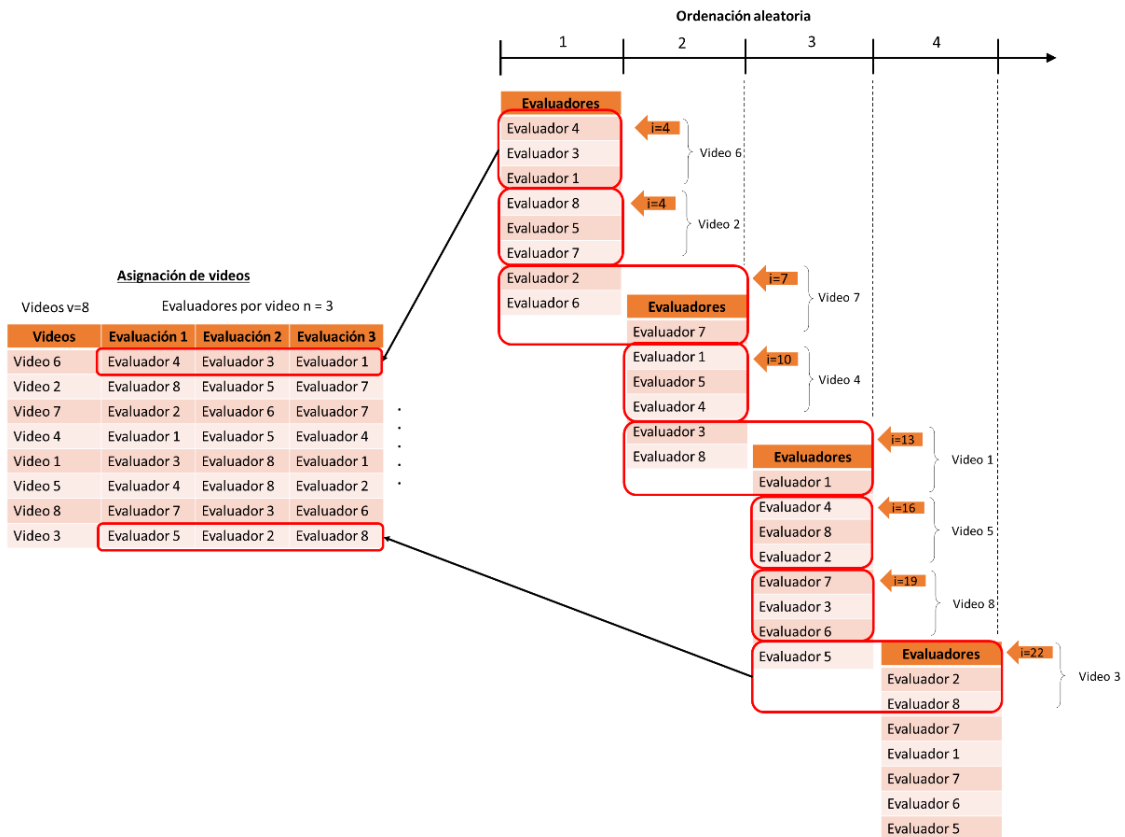 Ordenación aleatoria
1 2 3 4
Evaluadores
Evaluador 4
Evaluador 3
Evaluador 1
i=4
Video 6
Evaluador 8
Evaluador 5
Evaluador 7
i=4
Video 2
Evaluador 2
Evaluador 6
Evaluadores
Evaluador 7
i=7
Video 7
Evaluador 1
Evaluador 5
Evaluador 4
i=10
Video 4
Evaluador 3
Evaluador 8
Evaluadores
Evaluador 1
i=13
Video 1
Evaluador 4
Evaluador 8
Evaluador 2
i=16
Video 5
Evaluador 7
Evaluador 3
Evaluador 6
i=19
Video 8
Evaluador 5
Evaluadores
Evaluador 2
Evaluador 8
i=22
Video 3
Evaluador 7
Evaluador 1
Evaluador 7
Evaluador 6
Evaluador 5
Asignación de videos
Videos v=8 Evaluadores por video n = 3
Videos Evaluación 1 Evaluación 2 Evaluación 3
Video 6 Evaluador 4 Evaluador 3 Evaluador 1
Video 2 Evaluador 8 Evaluador 5 Evaluador 7
Video 7 Evaluador 2 Evaluador 6 Evaluador 7
Video 4 Evaluador 1 Evaluador 5 Evaluador 4
Video 1 Evaluador 3 Evaluador 8 Evaluador 1
Video 5 Evaluador 4 Evaluador 8 Evaluador 2
Video 8 Evaluador 7 Evaluador 3 Evaluador 6
Video 3 Evaluador 5 Evaluador 2 Evaluador 8